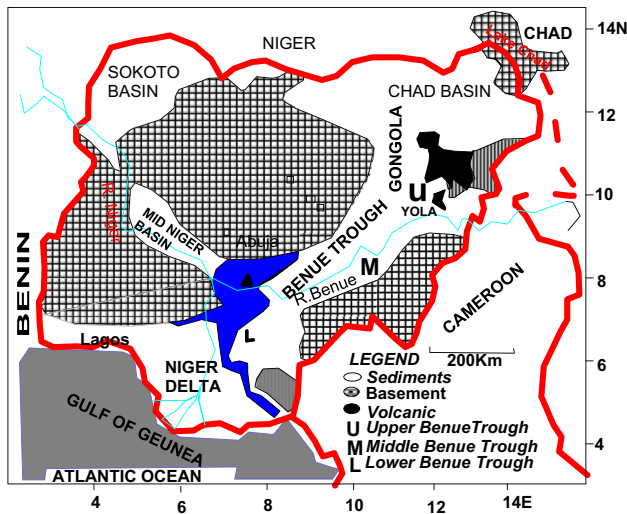 NIGER
CHAD
14N
Lake Chad
SOKOTO
BASIN
CHAD BASIN
12
GONGOLA
U
YOLA
10
R. Niger
MID NIGER
BASIN
Abuja
BENUE TROUGH
M
R.Benue
8
BENIN
CAMEROON
L
Lagos
200Km
6
NIGER
DELTA
LEGEND
Sediments
Basement
Volcanic
U Upper BenueTrough
M Middle Benue Trough
L Lower Benue Trough
GULF OF GEUNEA
4
ATLANTIC OCEAN
4
6
8
10
12
14E